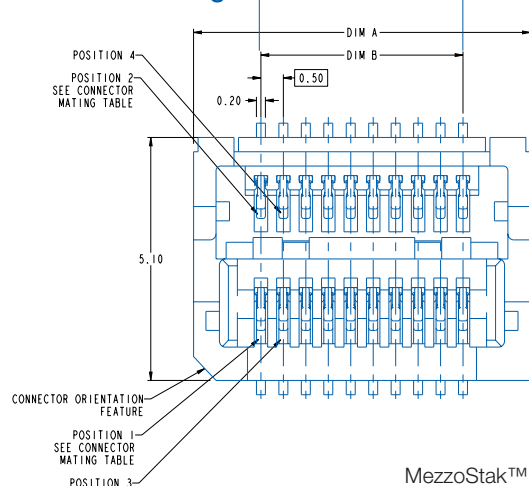 DIM A
POSITION 4
DIM B
POSITION 2
SEE CONNECTOR
MATING TABLE
0.50
0.20
5.10
CONNECTOR ORIENTATION
FEATURE
POSITION 1
SEE CONNECTOR
MATING TABLE
POSITION 3
MezzoStak™